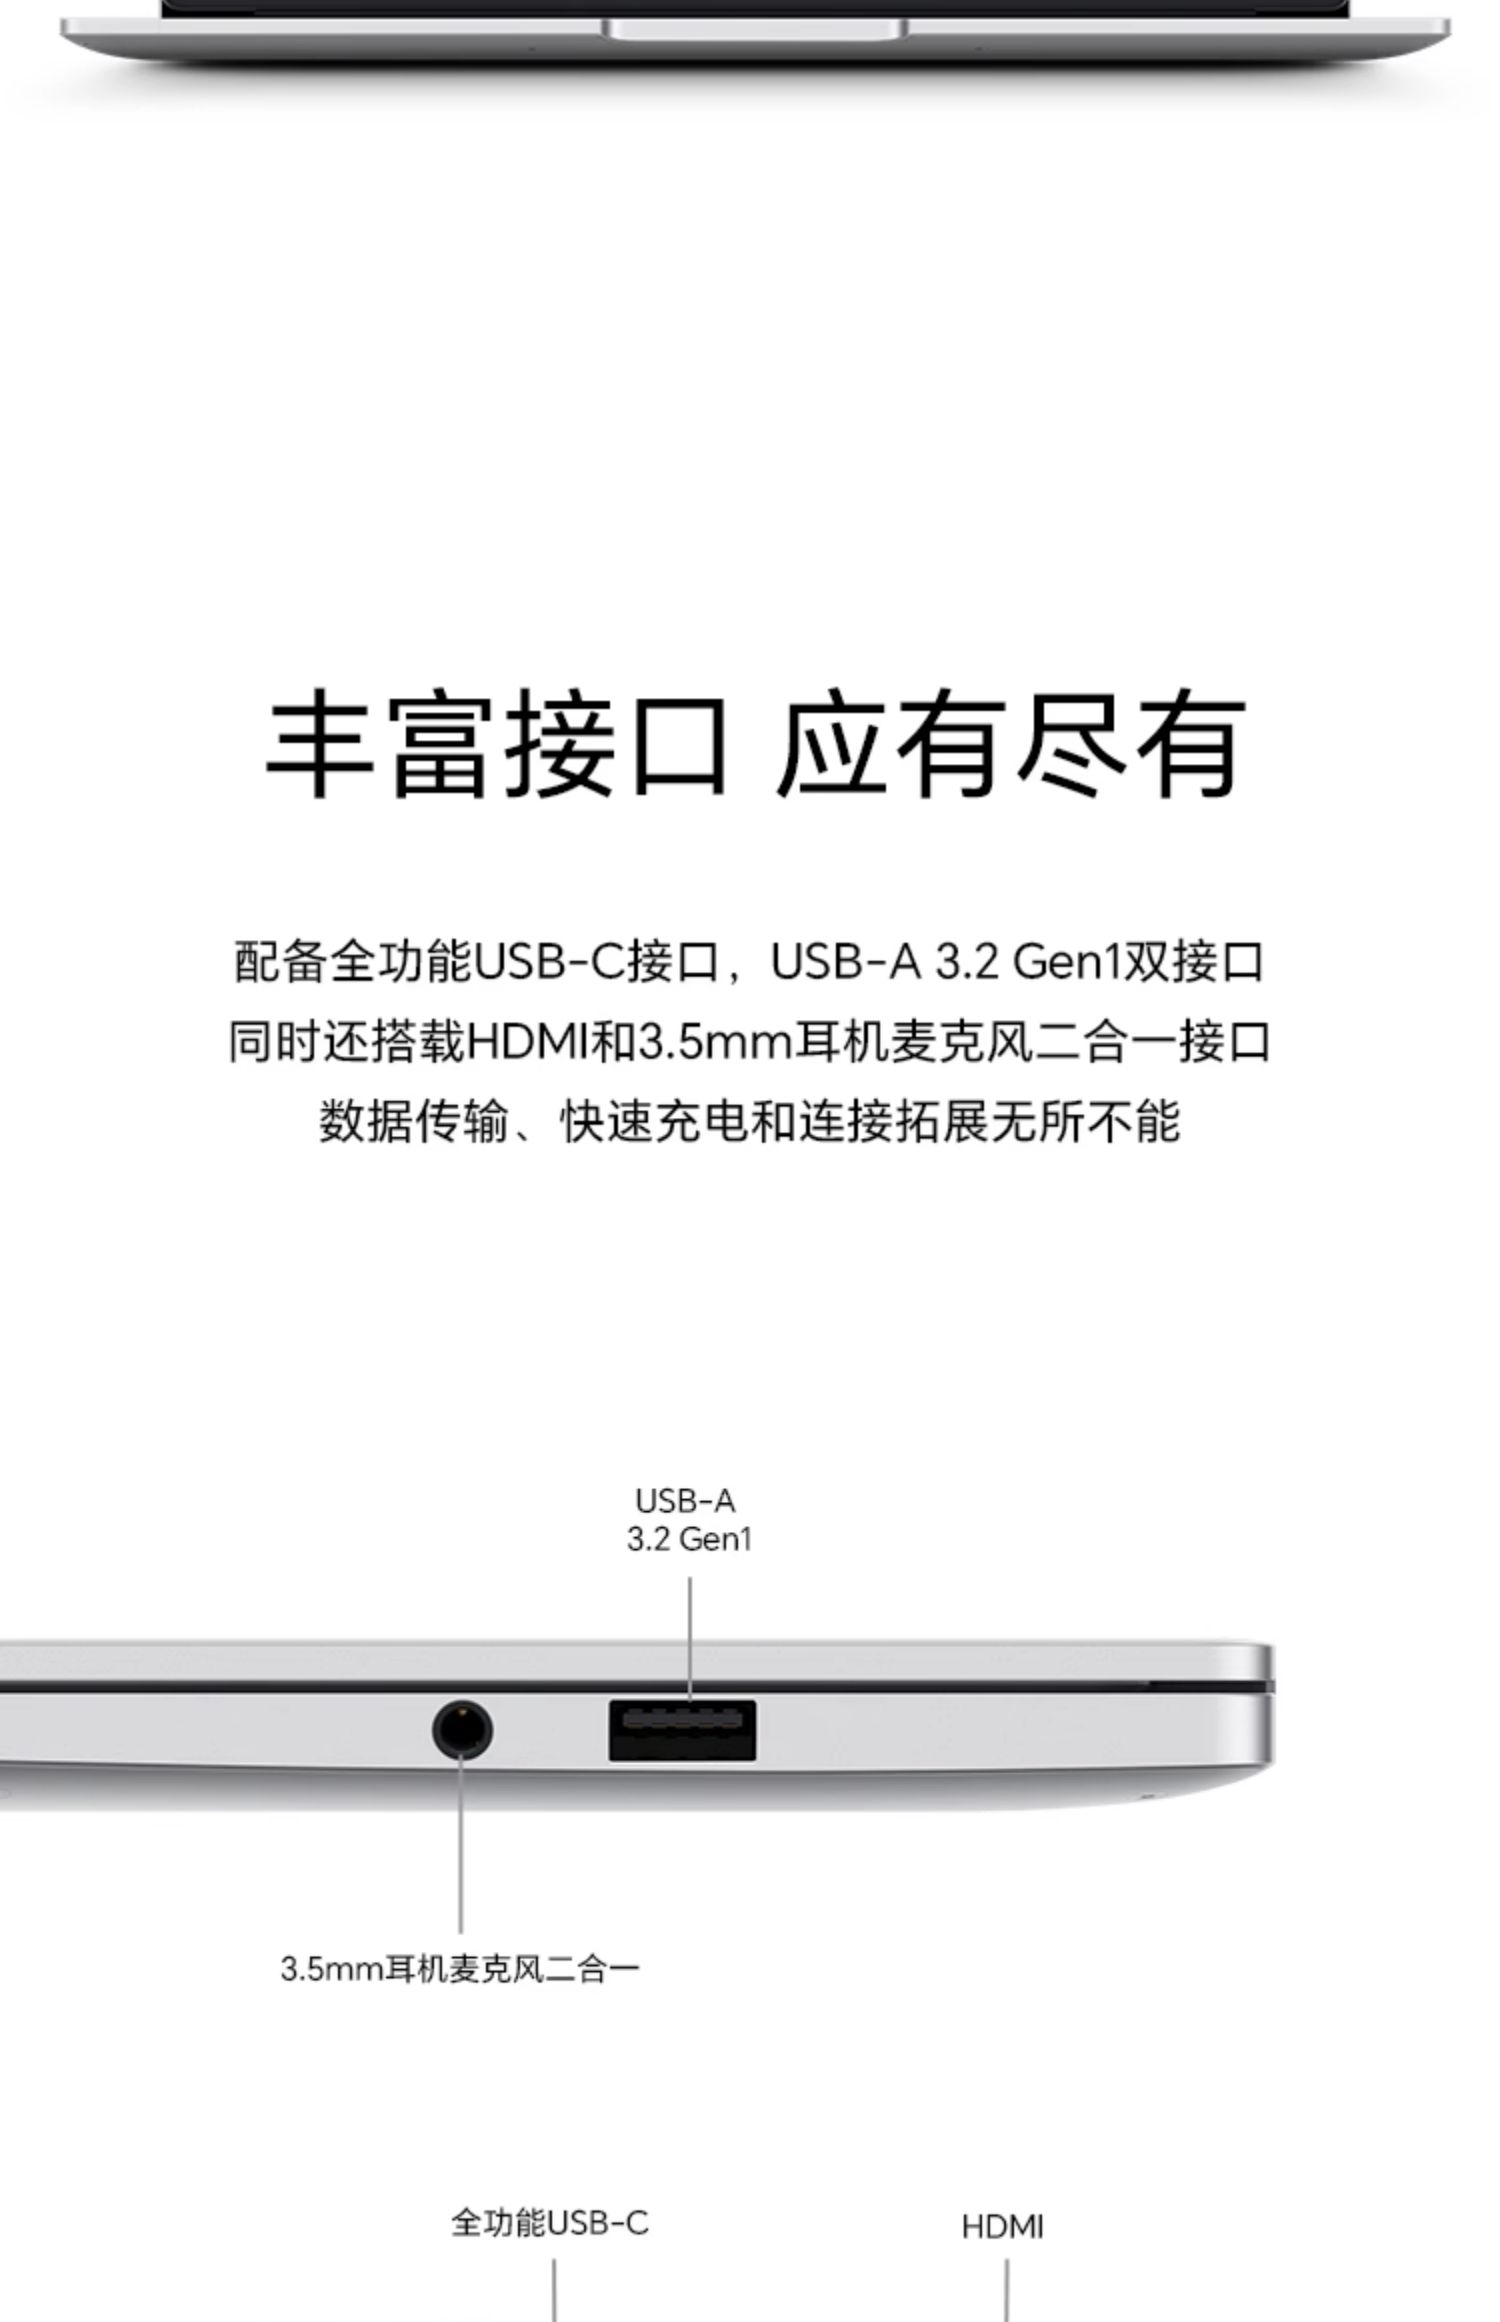 丰富接口 应有尽有
配备全功能USB-C接口，USB-A 3.2 Gen1双接口
同时还搭载HDMI和3.5mm耳机麦克风二合一接口
数据传输、快速充电和连接拓展无所不能
USB-A
3.2 Gen1
3.5mm耳机麦克风二合一
全功能USB-C
HDMI